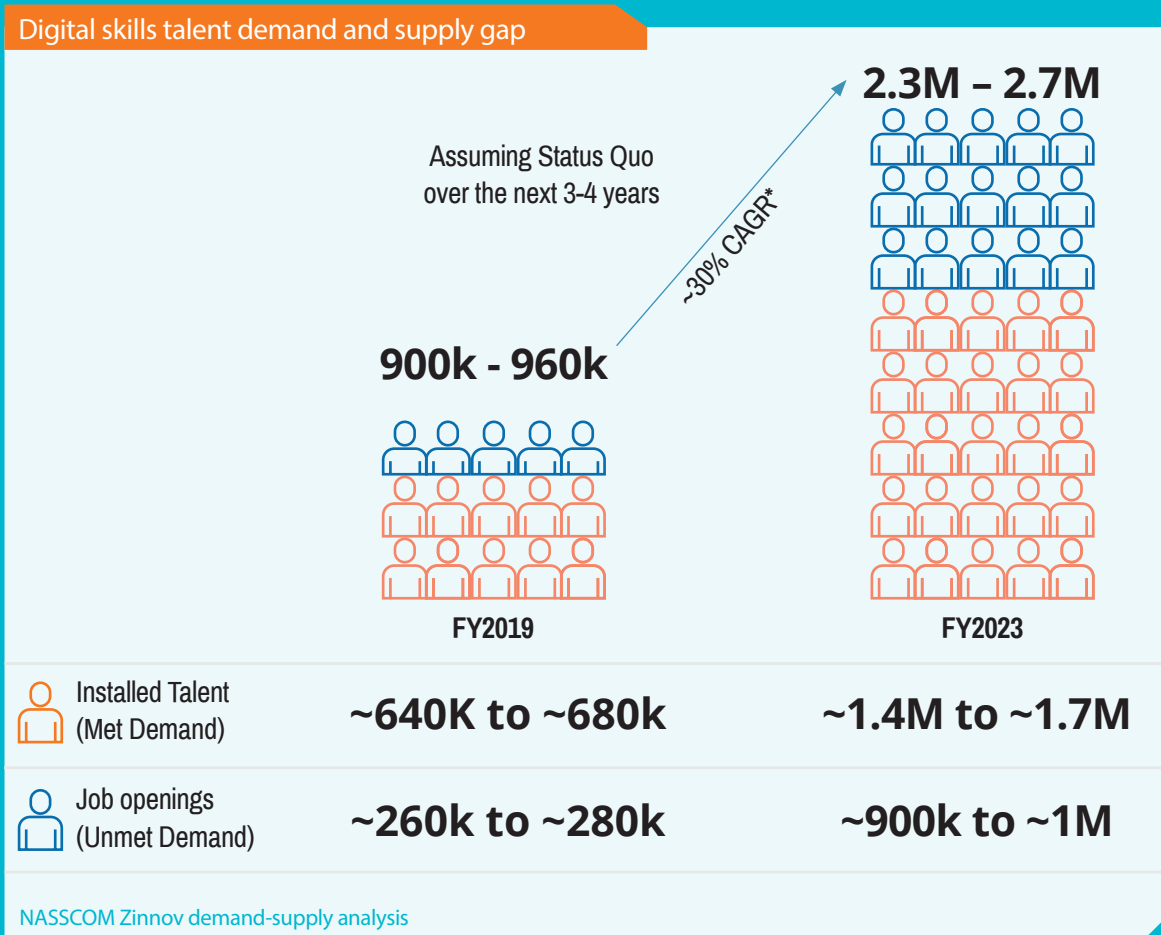 Digital skills talent demand and supply gap
2.3M – 2.7M
Assuming Status Quo
over the next 3-4 years
~30% CAGR*
900k - 960k
FY2019
FY2023
Installed Talent
(Met Demand)
~640K to ~680k
~1.4M to ~1.7M
Job openings
(Unmet Demand)
~260k to ~280k
~900k to ~1M
NASSCOM Zinnov demand-supply analysis